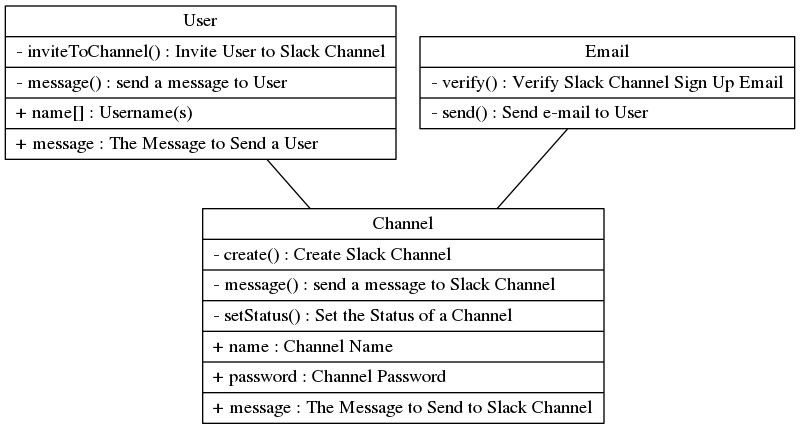 User
- inviteToChannel() : Invite User to Slack Channel
- message() : send a message to User
+ name[] : Username(s)
+ message : The Message to Send a User
Email
- verify() : Verify Slack Channel Sign Up Email
- send() : Send e-mail to User
Channel
- create() : Create Slack Channel
- message() : send a message to Slack Channel
- setStatus() : Set the Status of a Channel
+ name : Channel Name
+ password : Channel Password
+ message : The Message to Send to Slack Channel